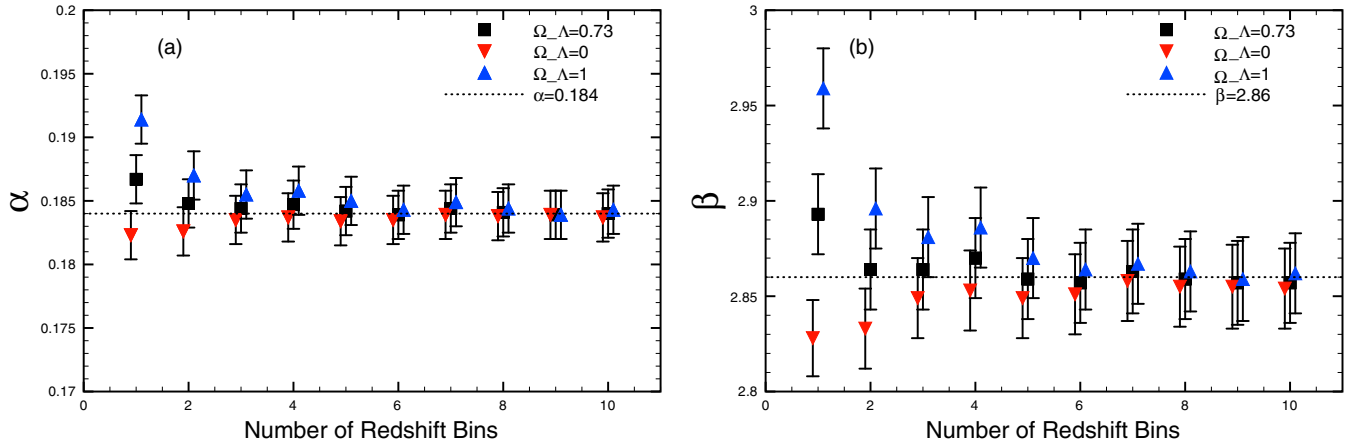 (a)
Ω_Λ=0.73
Ω_Λ=0
Ω_Λ=1
α=0.184
0.2
0.195
0.19
0.185
0.18
0.175
0.17
α
0 2 4 6 8 10
Number of Redshift Bins
(b)
Ω_Λ=0.73
Ω_Λ=0
Ω_Λ=1
β=2.86
3
2.95
2.9
2.85
2.8
β
0 2 4 6 8 10
Number of Redshift Bins